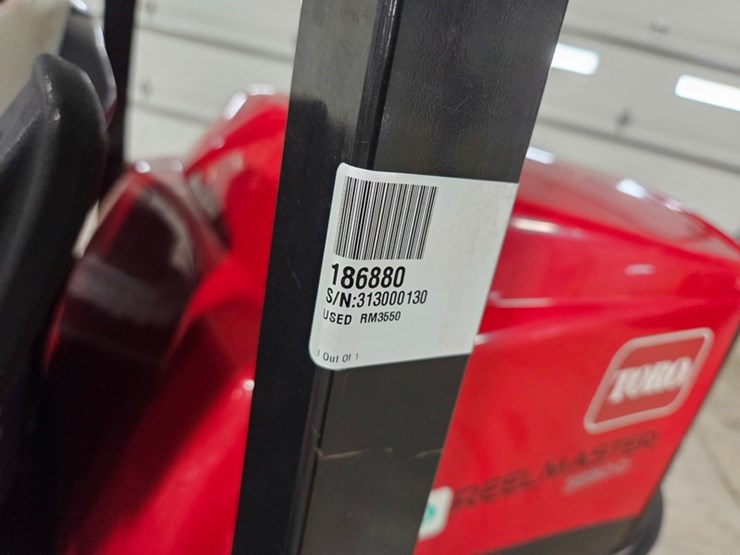 186880
S/N:313000130
USED RM3550
1 Out Of 1
TORO
REELMASTER